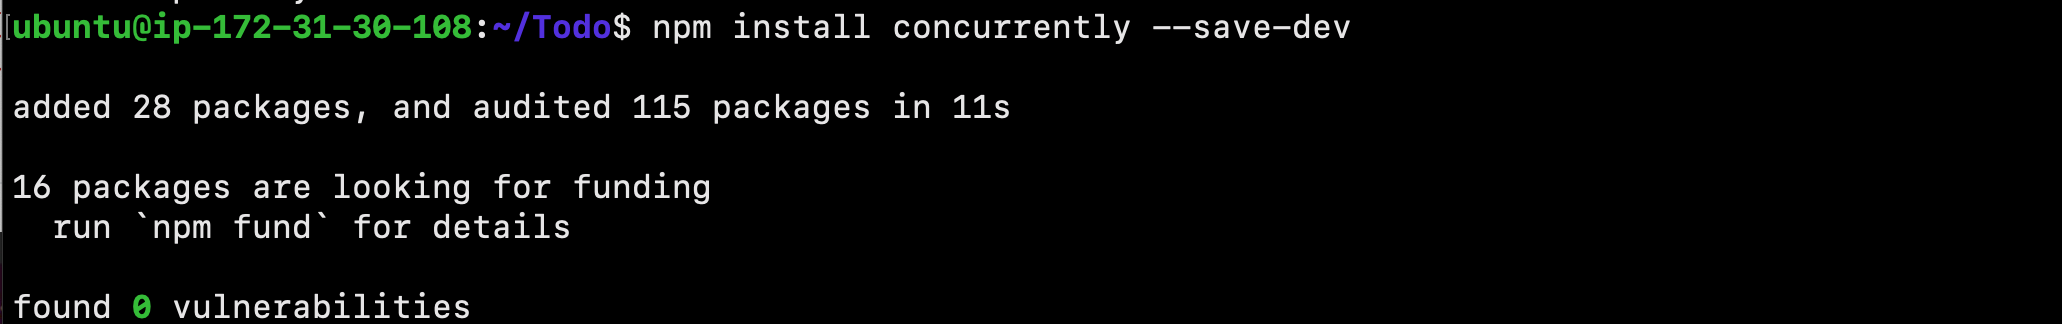 ubuntu@ip-172-31-30-108:~/Todo$ npm install concurrently --save-dev
added 28 packages, and audited 115 packages in 11s
16 packages are looking for funding
run `npm fund` for details
found 0 vulnerabilities